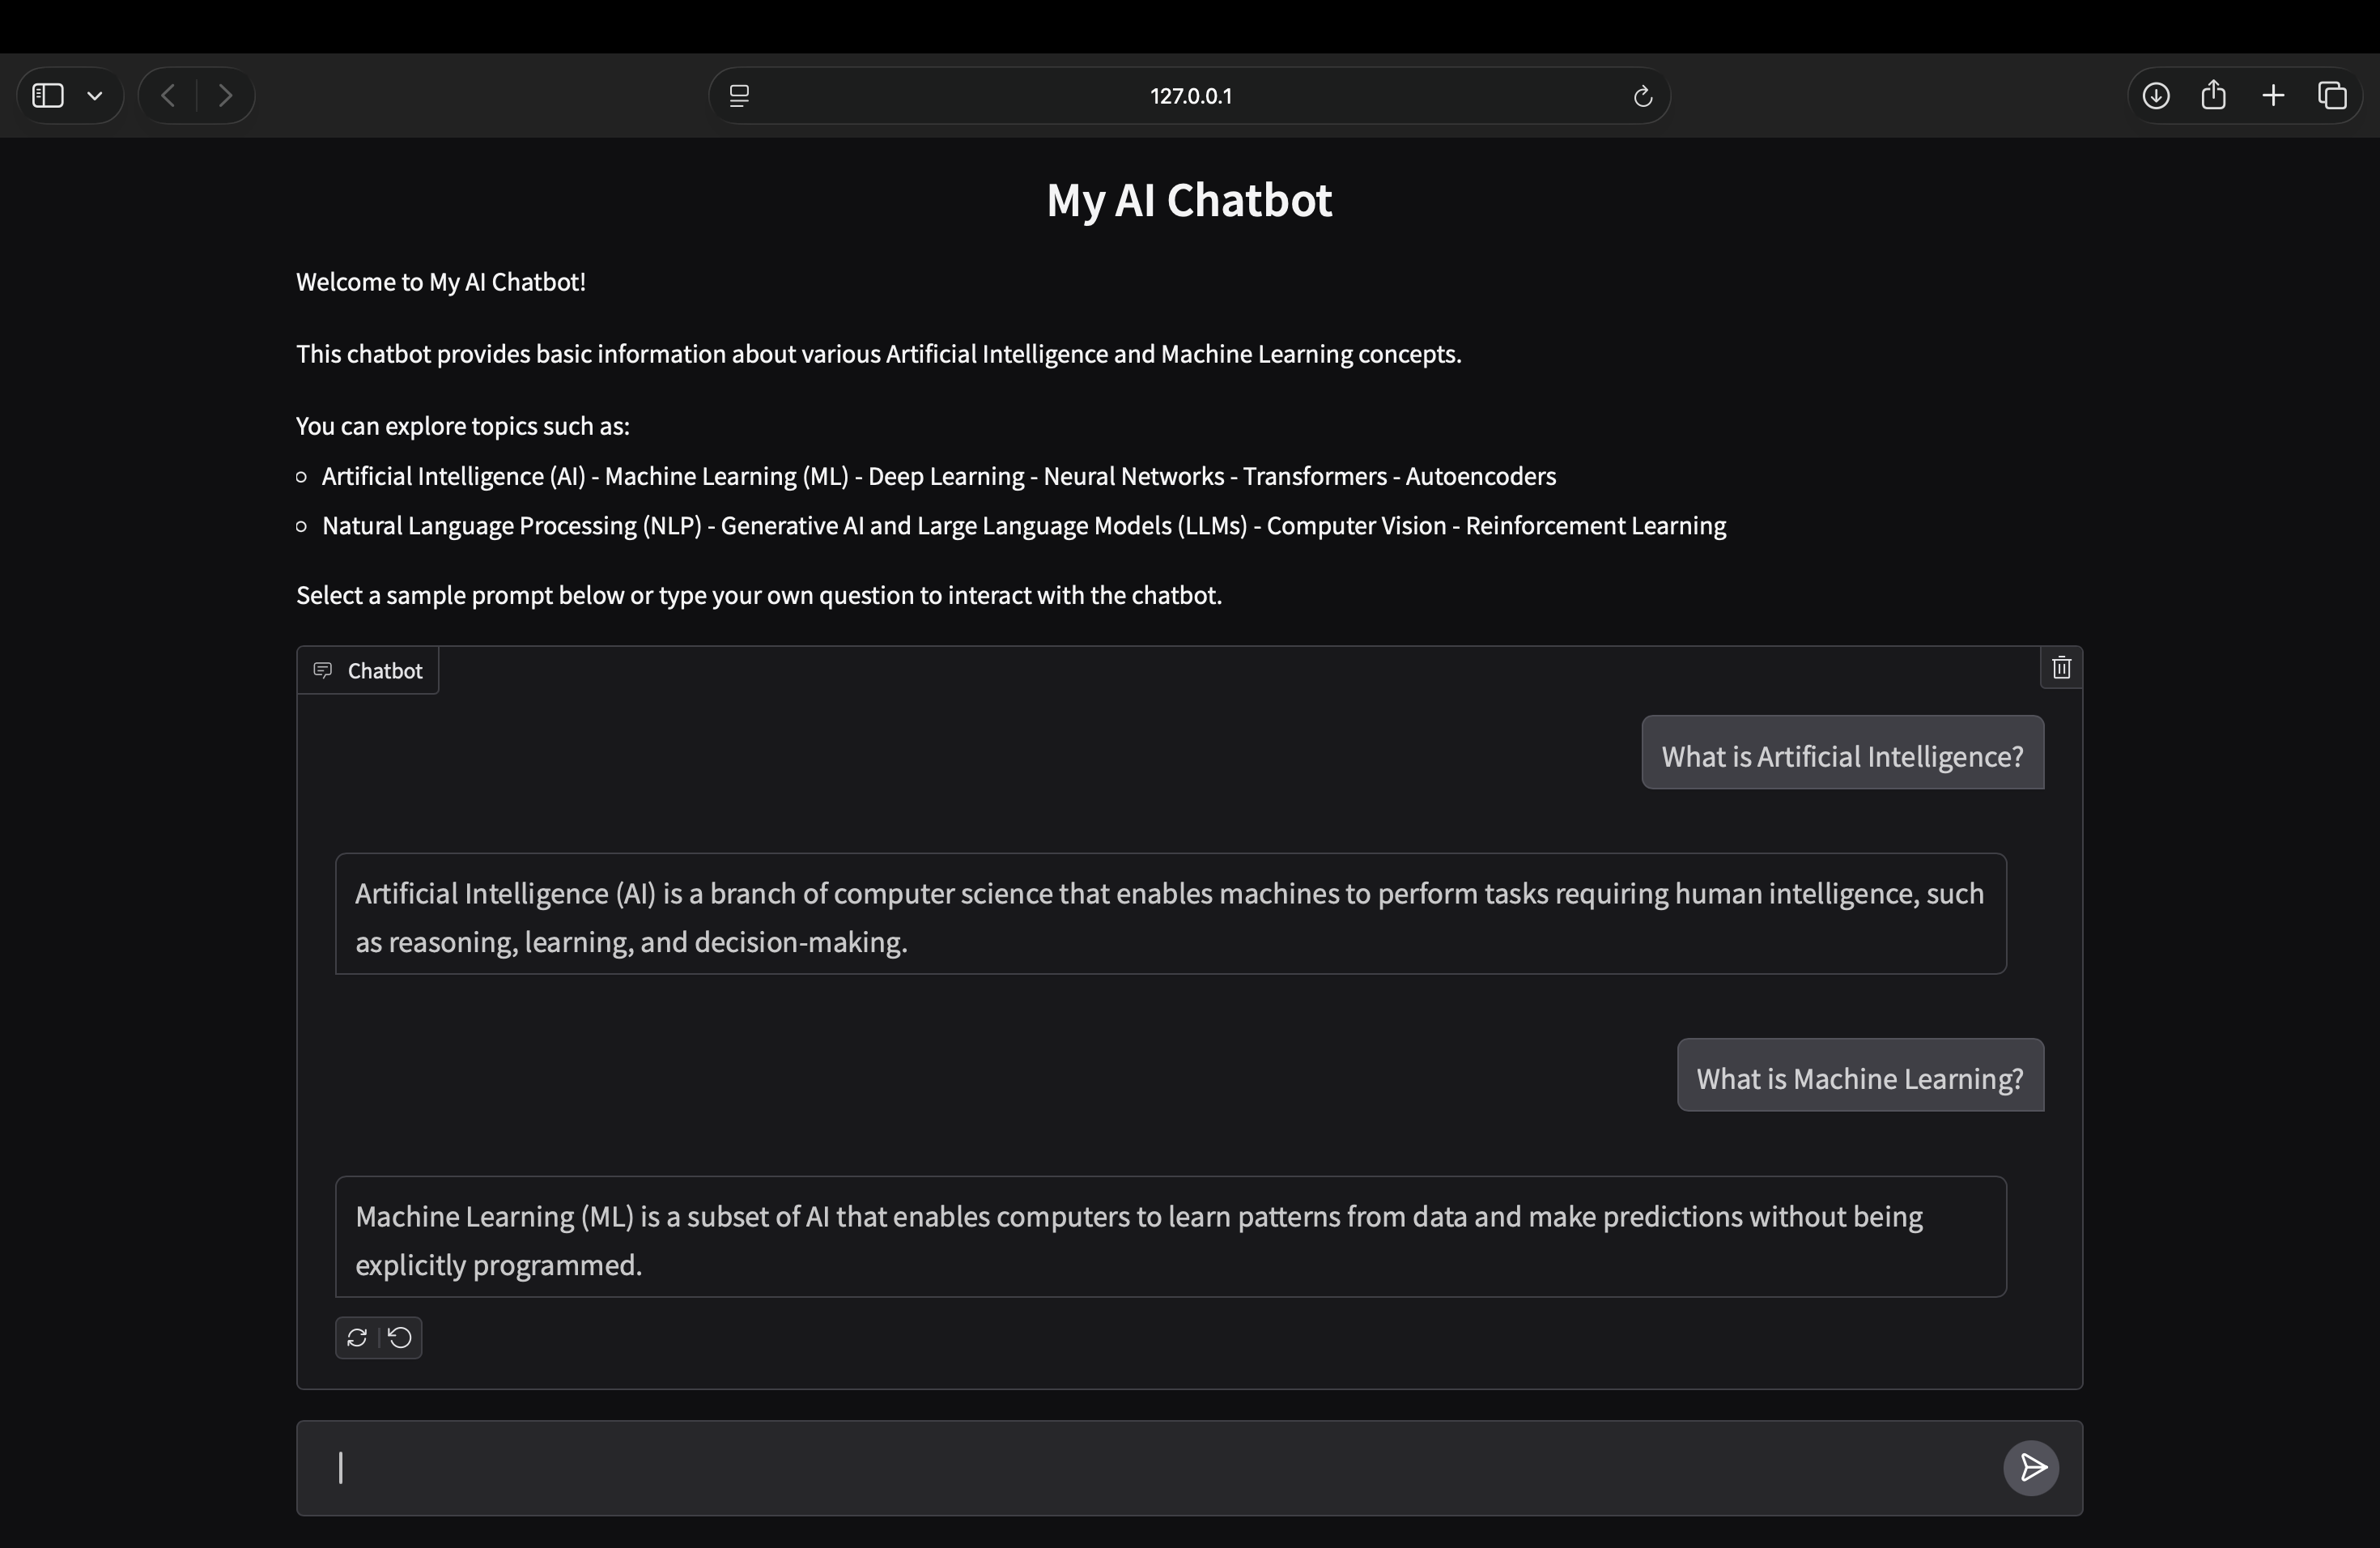 127.0.0.1
My AI Chatbot
Welcome to My AI Chatbot!
This chatbot provides basic information about various Artificial Intelligence and Machine Learning concepts.
You can explore topics such as:
Artificial Intelligence (AI) - Machine Learning (ML) - Deep Learning - Neural Networks - Transformers - Autoencoders
Natural Language Processing (NLP) - Generative AI and Large Language Models (LLMs) - Computer Vision - Reinforcement Learning
Select a sample prompt below or type your own question to interact with the chatbot.
Chatbot
What is Artificial Intelligence?
Artificial Intelligence (AI) is a branch of computer science that enables machines to perform tasks requiring human intelligence, such
as reasoning, learning, and decision-making.
What is Machine Learning?
Machine Learning (ML) is a subset of AI that enables computers to learn patterns from data and make predictions without being
explicitly programmed.